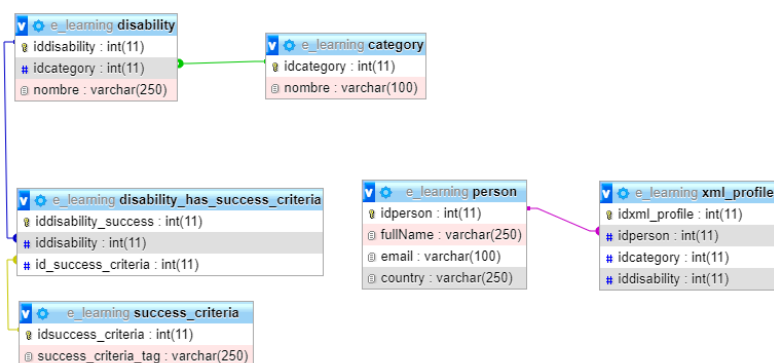 e_learning disability
iddisability : int(11)
idcategory : int(11)
nombre : varchar(250)
e_learning category
idcategory : int(11)
nombre : varchar(100)
e_learning disability_has_success_criteria
iddisability_success : int(11)
iddisability : int(11)
id_success_criteria : int(11)
e_learning person
idperson : int(11)
fullName : varchar(250)
email : varchar(100)
country : varchar(250)
e_learning xml_profile
idxml_profile : int(11)
idperson : int(11)
idcategory : int(11)
iddisability : int(11)
e_learning success_criteria
idsuccess_criteria : int(11)
success_criteria_tag : varchar(250)